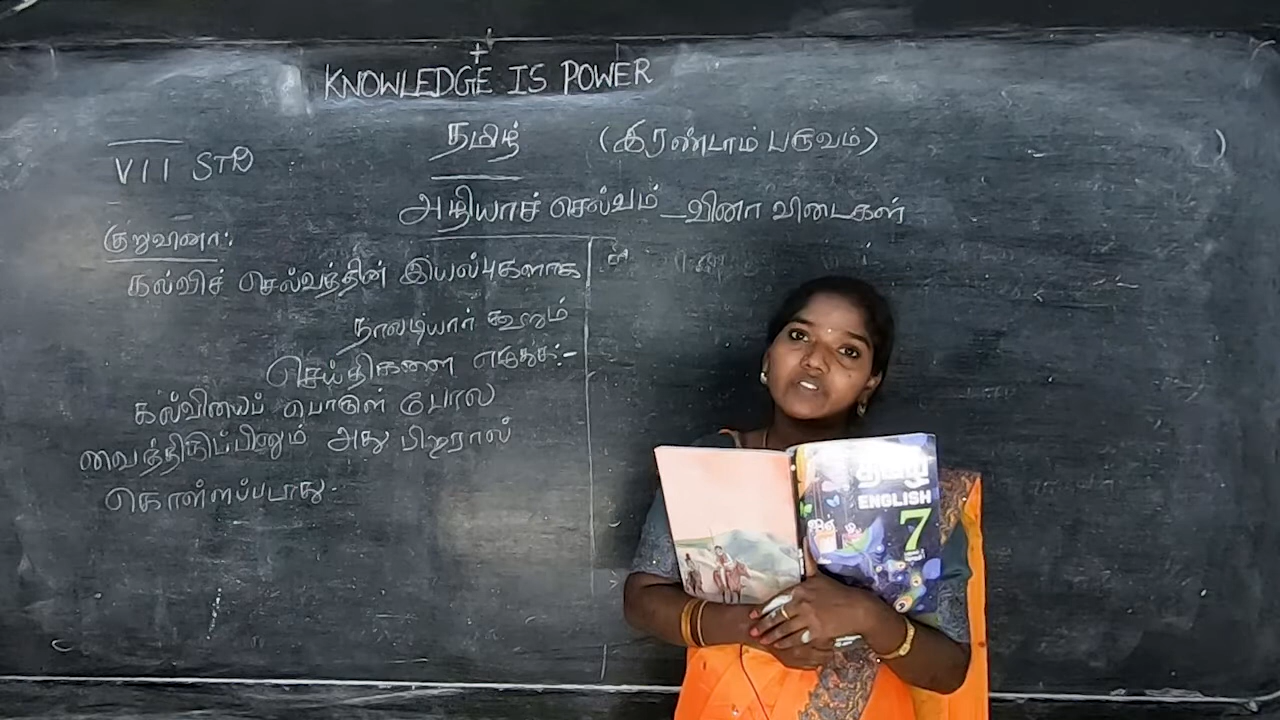 KNOWLEDGE IS POWER
VII STD
தமிழ் (இரண்டாம் பருவம்)
அழியாச் செல்வம் - வினா விடைகள்
குறுவினா:
கல்விச் செல்வத்தின் இயல்புகளாக
நாலடியார் கூறும்
செய்திகளை எழுதுக:-
கல்வியைப் பொருள் போல
வைத்திருப்பினும் அது பிறரால்
கொள்ளப்படாது.
தமிழ்
ENGLISH
7